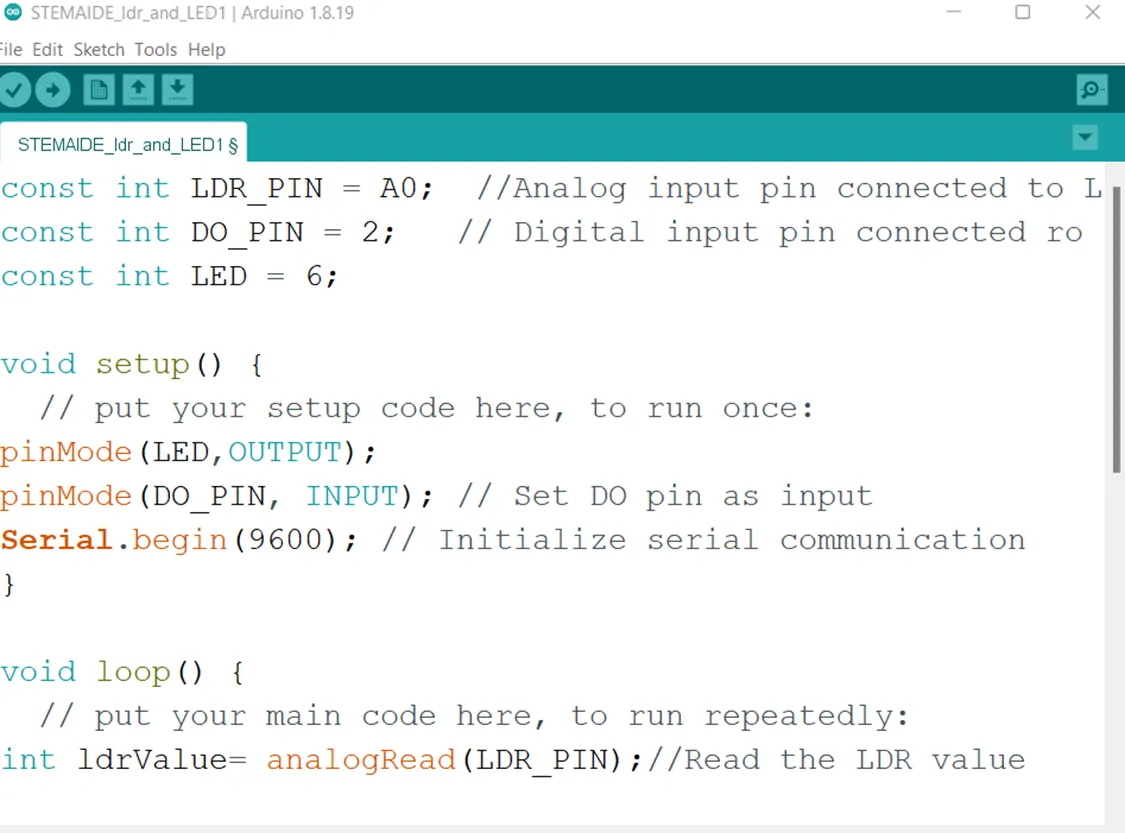 STEMAIDE_ldr_and_LED1 | Arduino 1.8.19
File Edit Sketch Tools Help
STEMAIDE_ldr_and_LED1 §
const int LDR_PIN = A0;  //Analog input pin connected to L
const int DO_PIN = 2;   // Digital input pin connected ro
const int LED = 6;
void setup() {
  // put your setup code here, to run once:
pinMode(LED,OUTPUT);
pinMode(DO_PIN, INPUT); // Set DO pin as input
Serial.begin(9600); // Initialize serial communication
}
void loop() {
  // put your main code here, to run repeatedly:
int ldrValue= analogRead(LDR_PIN);//Read the LDR value